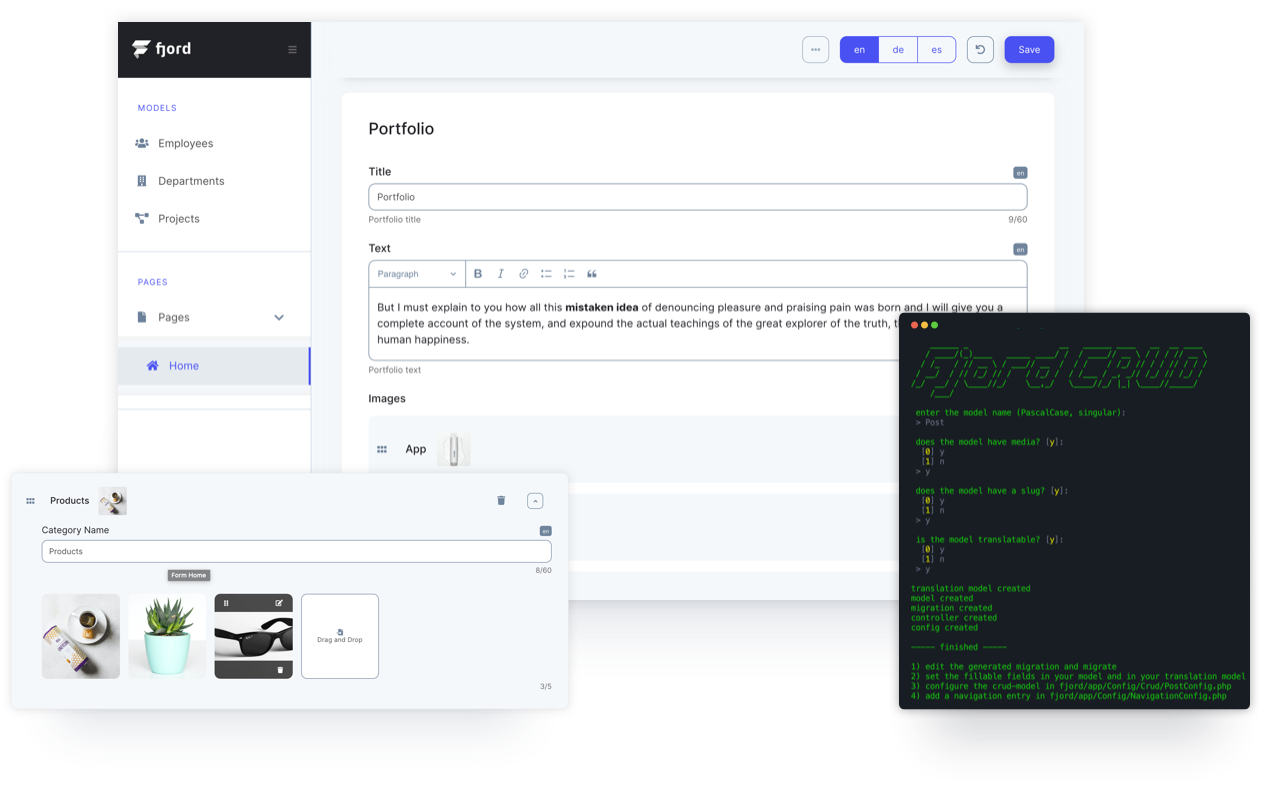 fjord
en
de
es
Save
MODELS
Employees
Departments
Projects
PAGES
Pages
Home
Portfolio
Title
en
Portfolio
Portfolio title
9/60
Text
en
Paragraph
B
I
But I must explain to you how all this mistaken idea of denouncing pleasure and praising pain was born and I will give you a
complete account of the system, and expound the actual teachings of the great explorer of the truth,
human happiness.
Portfolio text
Images
App
Products
Category Name
en
Products
8/60
Form Home
Drag and Drop
3/5
Fjord CRUD
enter the model name (PascalCase, singular):
> Post
does the model have media? [y]:
[0] y
[1] n
> y
does the model have a slug? [y]:
[0] y
[1] n
> y
is the model translatable? [y]:
[0] y
[1] n
> y
translation model created
model created
migration created
controller created
config created
----- finished -----
1) edit the generated migration and migrate
2) set the fillable fields in your model and in your translation model
3) configure the crud-model in fjord/app/Config/Crud/PostConfig.php
4) add a navigation entry in fjord/app/Config/NavigationConfig.php